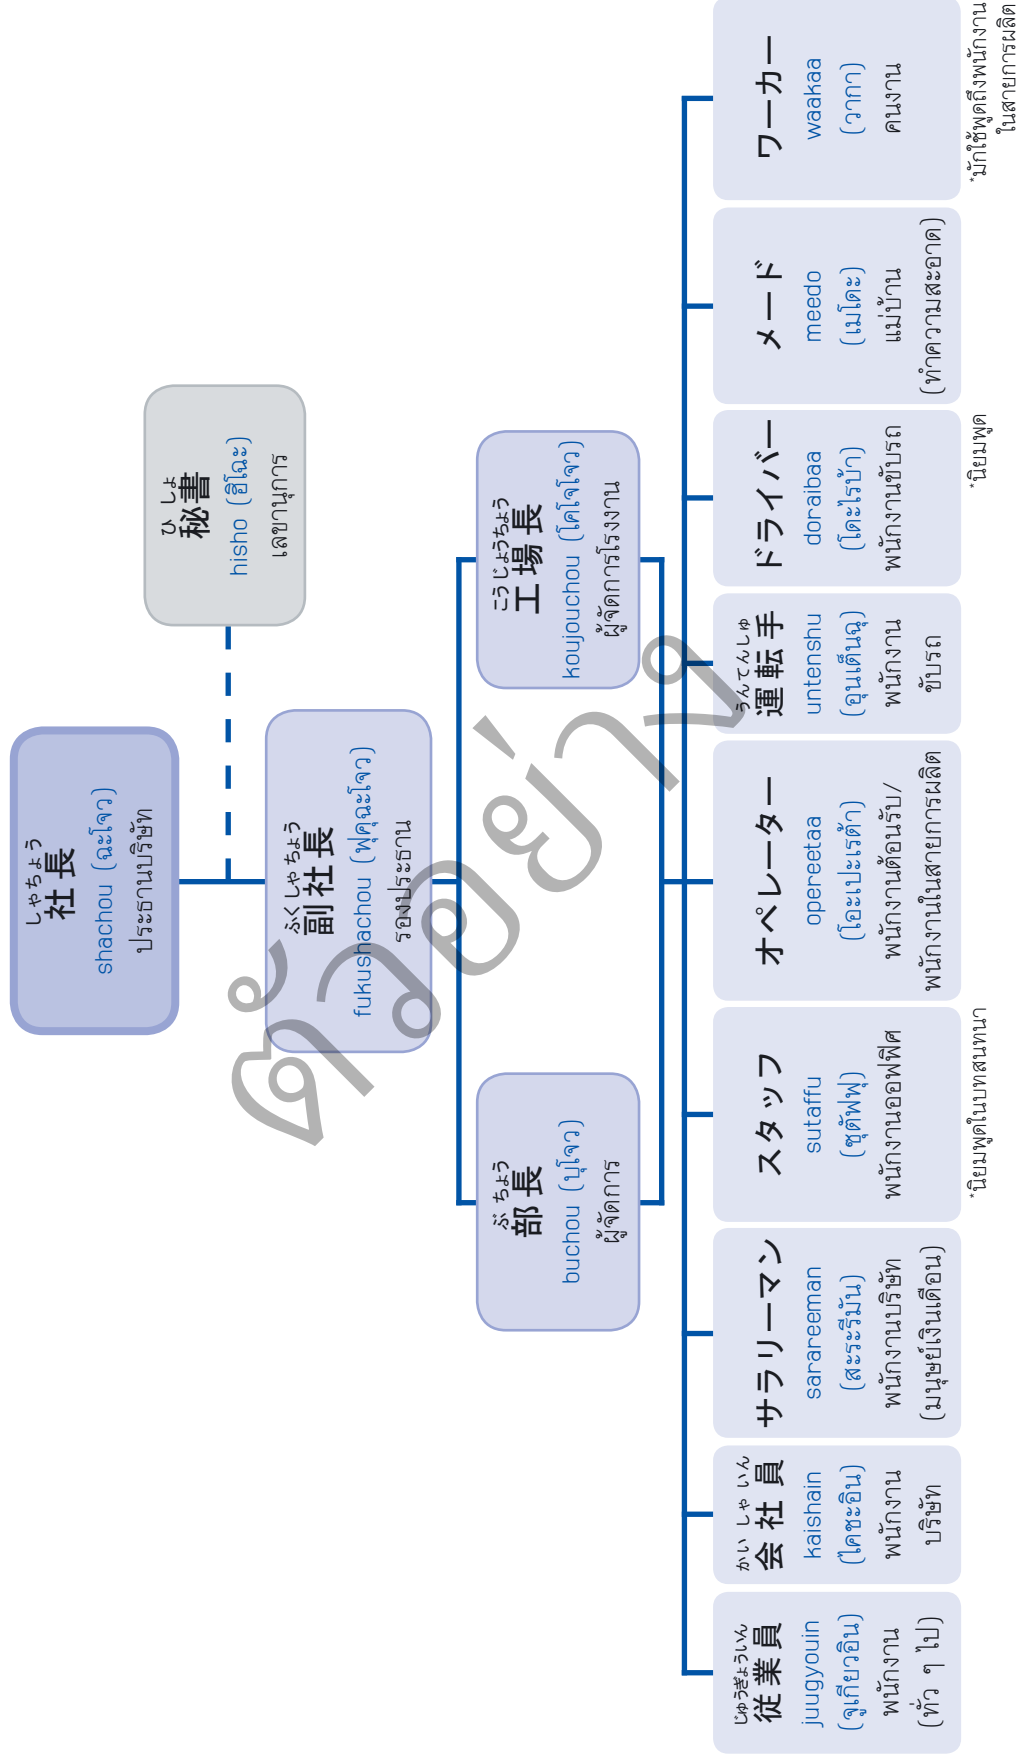 しゃちょう
社長
shachou (ฉะโจว)
ประธานบริษัท
ひしょ
秘書
hisho (ฮิโฉะ)
เลขานุการ
ふくしゃちょう
副社長
fukushachou (ฟุคุฉะโจว)
รองประธาน
ぶちょう
部長
buchou (บุโจว)
ผู้จัดการ
こうじょうちょう
工場長
koujouchou (โคโจโจว)
ผู้จัดการโรงงาน
じゅうぎょういん
従業員
juugyouin
(จูเกียวอิน)
พนักงาน
(ทั่ว ๆ ไป)
かいしゃいん
会社員
kaishain
(ไคชะอิน)
พนักงาน
บริษัท
サラリーマン
sarareeman
(สะระรีมัน)
พนักงานบริษัท
(มนุษย์เงินเดือน)
スタッフ
sutaffu
(ซุตัฟฟุ)
พนักงานออฟฟิศ
*นิยมพูดในบทสนทนา
オペレーター
opereetaa
(โอะเปะเรต้า)
พนักงานต้อนรับ/
พนักงานในสายการผลิต
うんてんしゅ
運転手
untenshu
(อุนเต็นฉุ)
พนักงาน
ขับรถ
ドライバー
doraibaa
(โดะไรบ้า)
พนักงานขับรถ
*นิยมพูด
メード
meedo
(เมโดะ)
แม่บ้าน
(ทำความสะอาด)
ワーカー
waakaa
(วากา)
คนงาน
*มักใช้พูดถึงพนักงาน
ในสายการผลิต
ตัวอย่าง